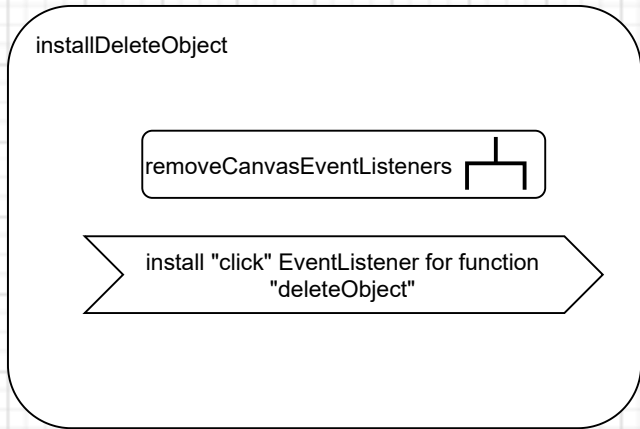 installDeleteObject
removeCanvasEventListeners
install "click" EventListener for function
"deleteObject"